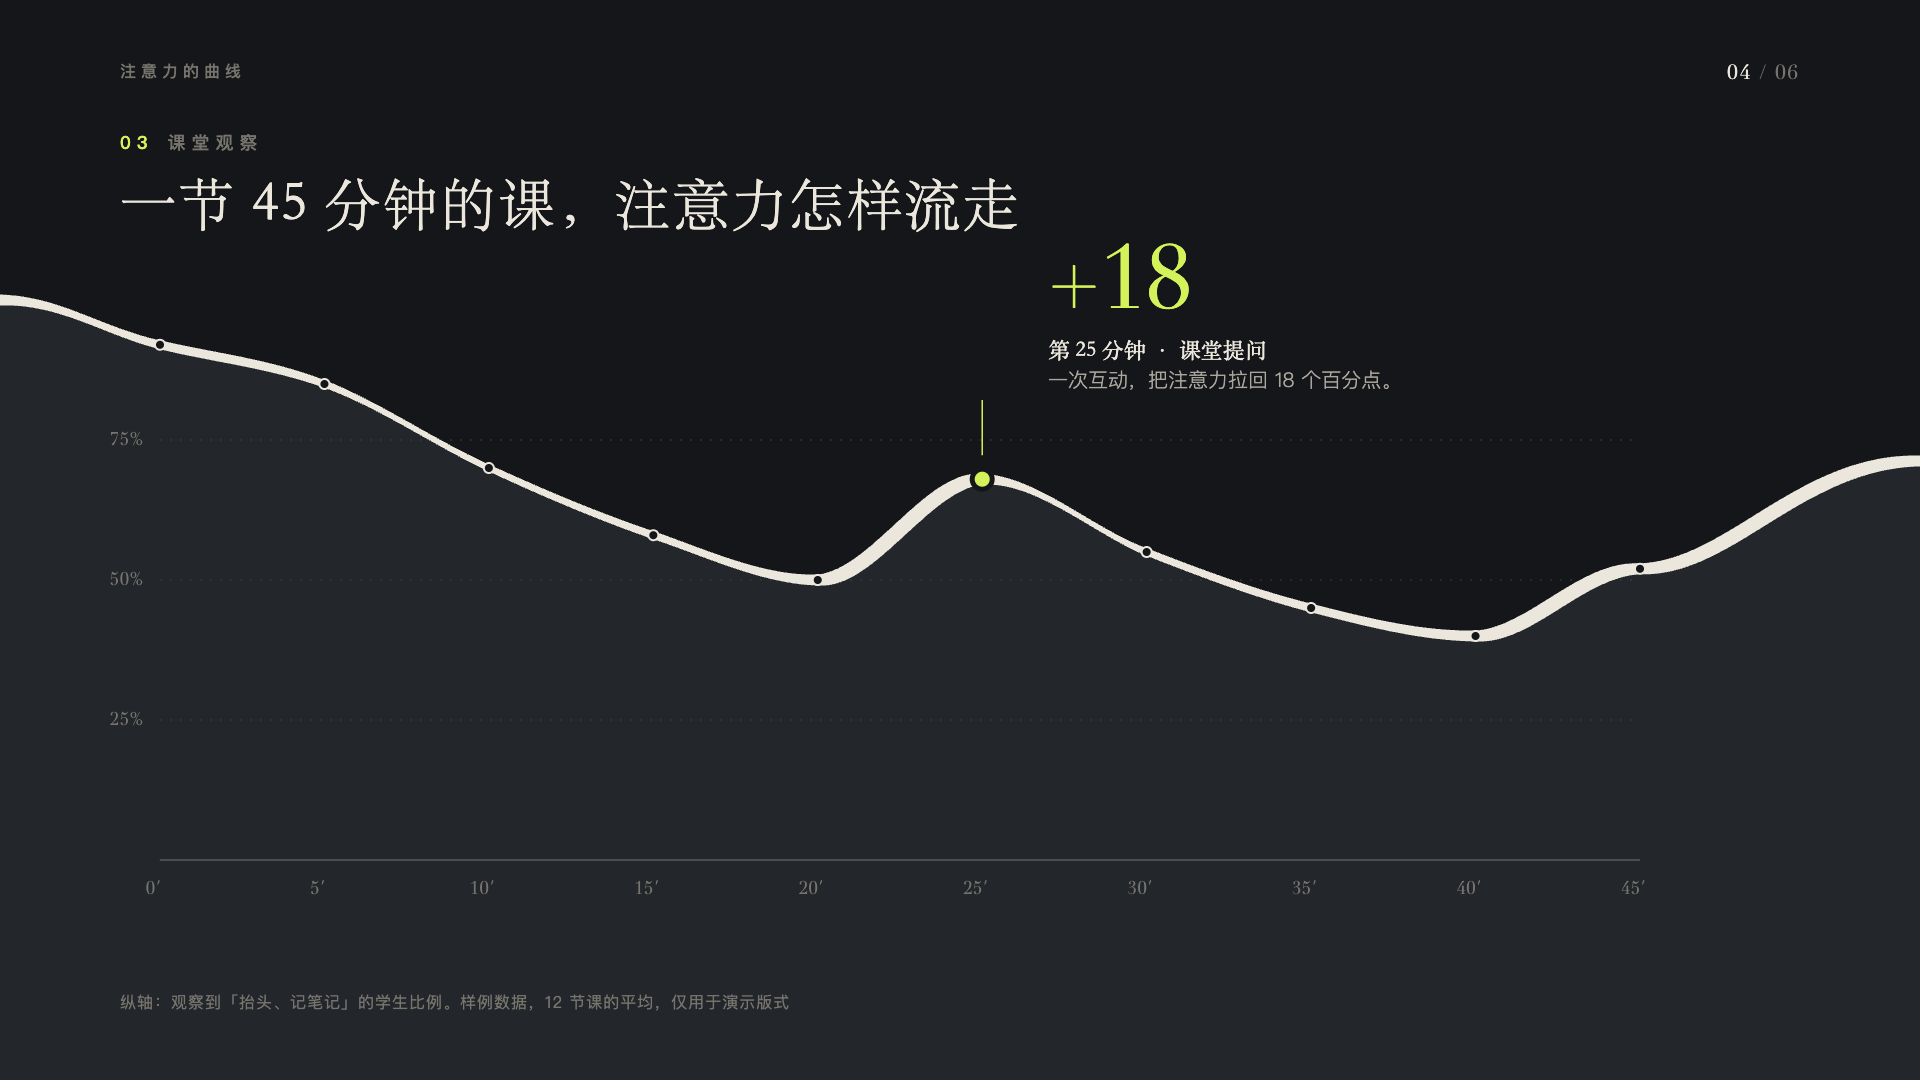 注意力的曲线
04 / 06
03 课堂观察
一节 45 分钟的课，注意力怎样流走
+18
第 25 分钟 · 课堂提问
一次互动，把注意力拉回 18 个百分点。
75%
50%
25%
0′ 5′ 10′ 15′ 20′ 25′ 30′ 35′ 40′ 45′
纵轴：观察到「抬头、记笔记」的学生比例。样例数据，12 节课的平均，仅用于演示版式